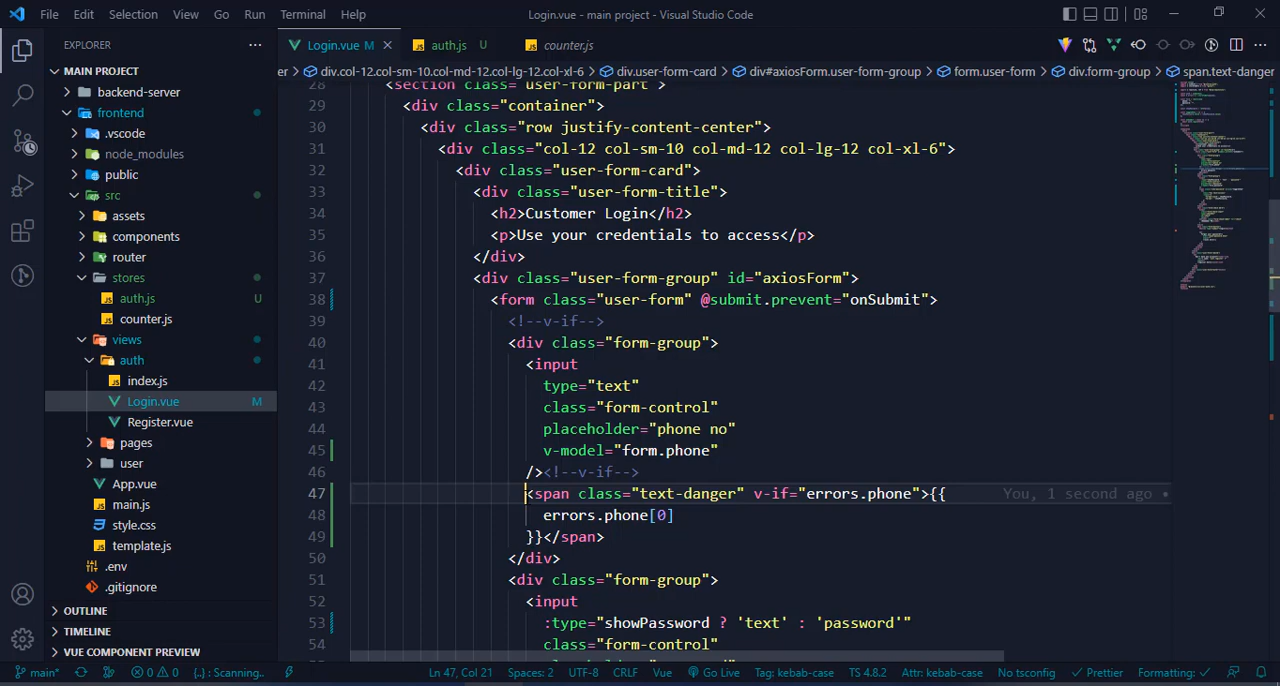 File Edit Selection View Go Run Terminal Help
Login.vue - main project - Visual Studio Code
EXPLORER
Login.vue M
auth.js U
counter.js
MAIN PROJECT
backend-server
frontend
.vscode
node_modules
public
src
assets
components
router
stores
auth.js U
counter.js
views
auth
index.js
Login.vue M
Register.vue
pages
user
App.vue
main.js
style.css
template.js
.env
.gitignore
OUTLINE
TIMELINE
VUE COMPONENT PREVIEW
er > div.col-12.col-sm-10.col-md-12.col-lg-12.col-xl-6 > div.user-form-card > div#axiosForm.user-form-group > form.user-form > div.form-group > span.text-danger
28 <section class="user-form-part">
29 <div class="container">
30 <div class="row justify-content-center">
31 <div class="col-12 col-sm-10 col-md-12 col-lg-12 col-xl-6">
32 <div class="user-form-card">
33 <div class="user-form-title">
34 <h2>Customer Login</h2>
35 <p>Use your credentials to access</p>
36 </div>
37 <div class="user-form-group" id="axiosForm">
38 <form class="user-form" @submit.prevent="onSubmit">
39 <!--v-if-->
40 <div class="form-group">
41 <input
42 type="text"
43 class="form-control"
44 placeholder="phone no"
45 v-model="form.phone"
46 /><!--v-if-->
47 <span class="text-danger" v-if="errors.phone">{{ You, 1 second ago •
48 errors.phone[0]
49 }}</span>
50 </div>
51 <div class="form-group">
52 <input
53 :type="showPassword ? 'text' : 'password'"
54 class="form-control"
main* 0 0 {..} : Scanning.. Ln 47, Col 21 Spaces: 2 UTF-8 CRLF Vue Go Live Tag: kebab-case TS 4.8.2 Attr: kebab-case No tsconfig Prettier Formatting: ✓